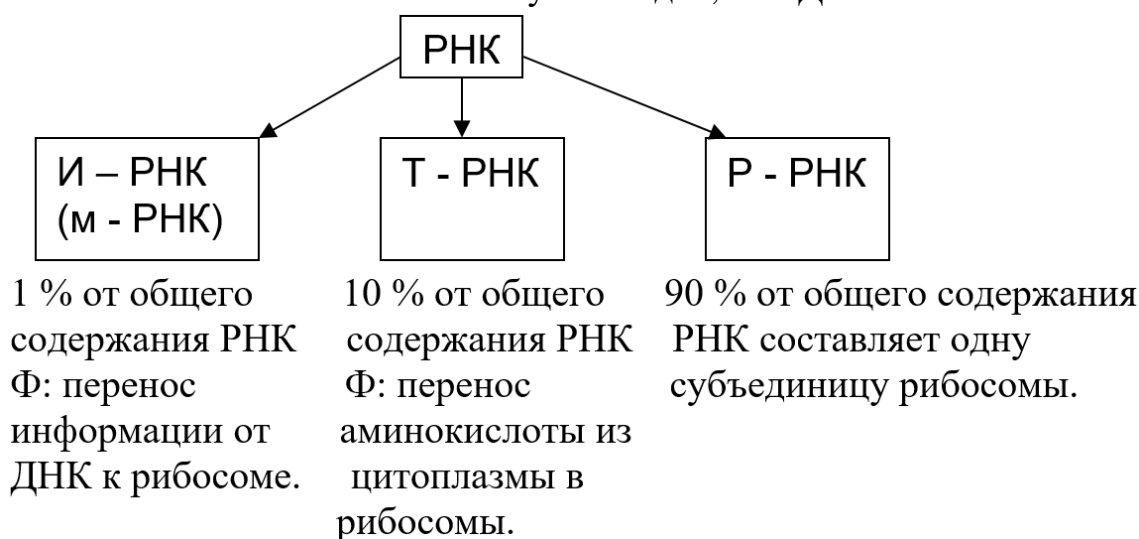 РНК
И – РНК
(м - РНК)
Т - РНК
Р - РНК
1 % от общего
содержания РНК
Ф: перенос
информации от
ДНК к рибосоме.
10 % от общего
содержания РНК
Ф: перенос
аминокислоты из
цитоплазмы в
рибосомы.
90 % от общего содержания
РНК составляет одну
субъединицу рибосомы.